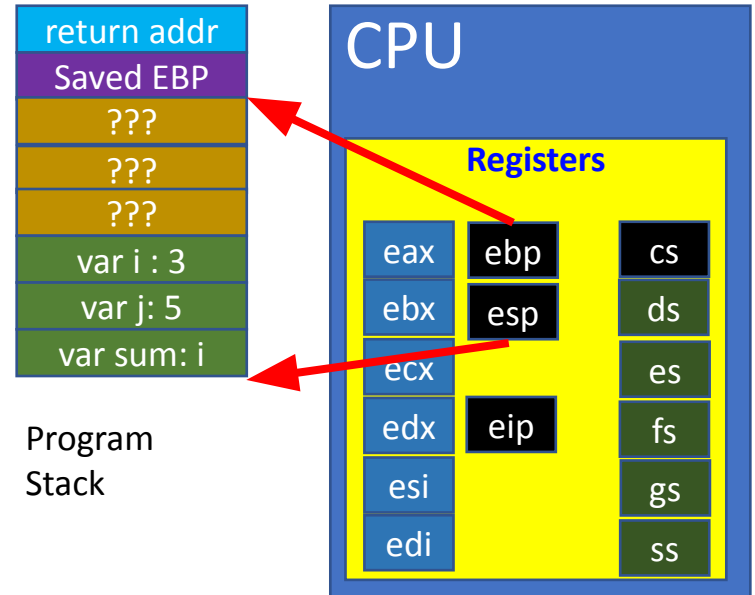 return addr
Saved EBP
???
???
???
var i : 3
var j: 5
var sum: i
Program
Stack
CPU
Registers
eax
ebp
cs
ebx
esp
ds
ecx
es
edx
eip
fs
esi
gs
edi
ss